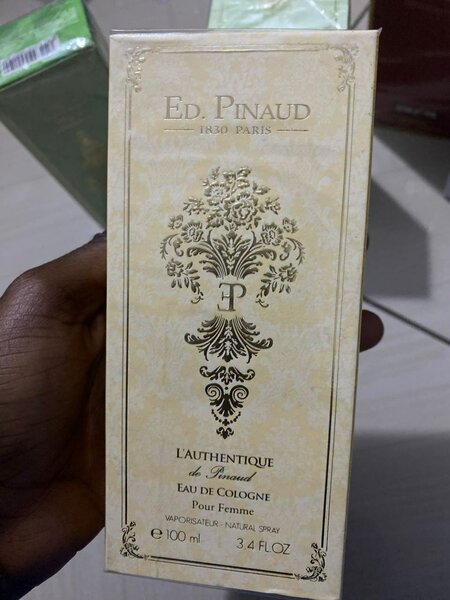 ED. PINAUD
1830 PARIS
EP
L'AUTHENTIQUE
de Pinaud
EAU DE COLOGNE
Pour Femme
VAPORISATEUR - NATURAL SPRAY
℮ 100 ml 3.4 FL.OZ